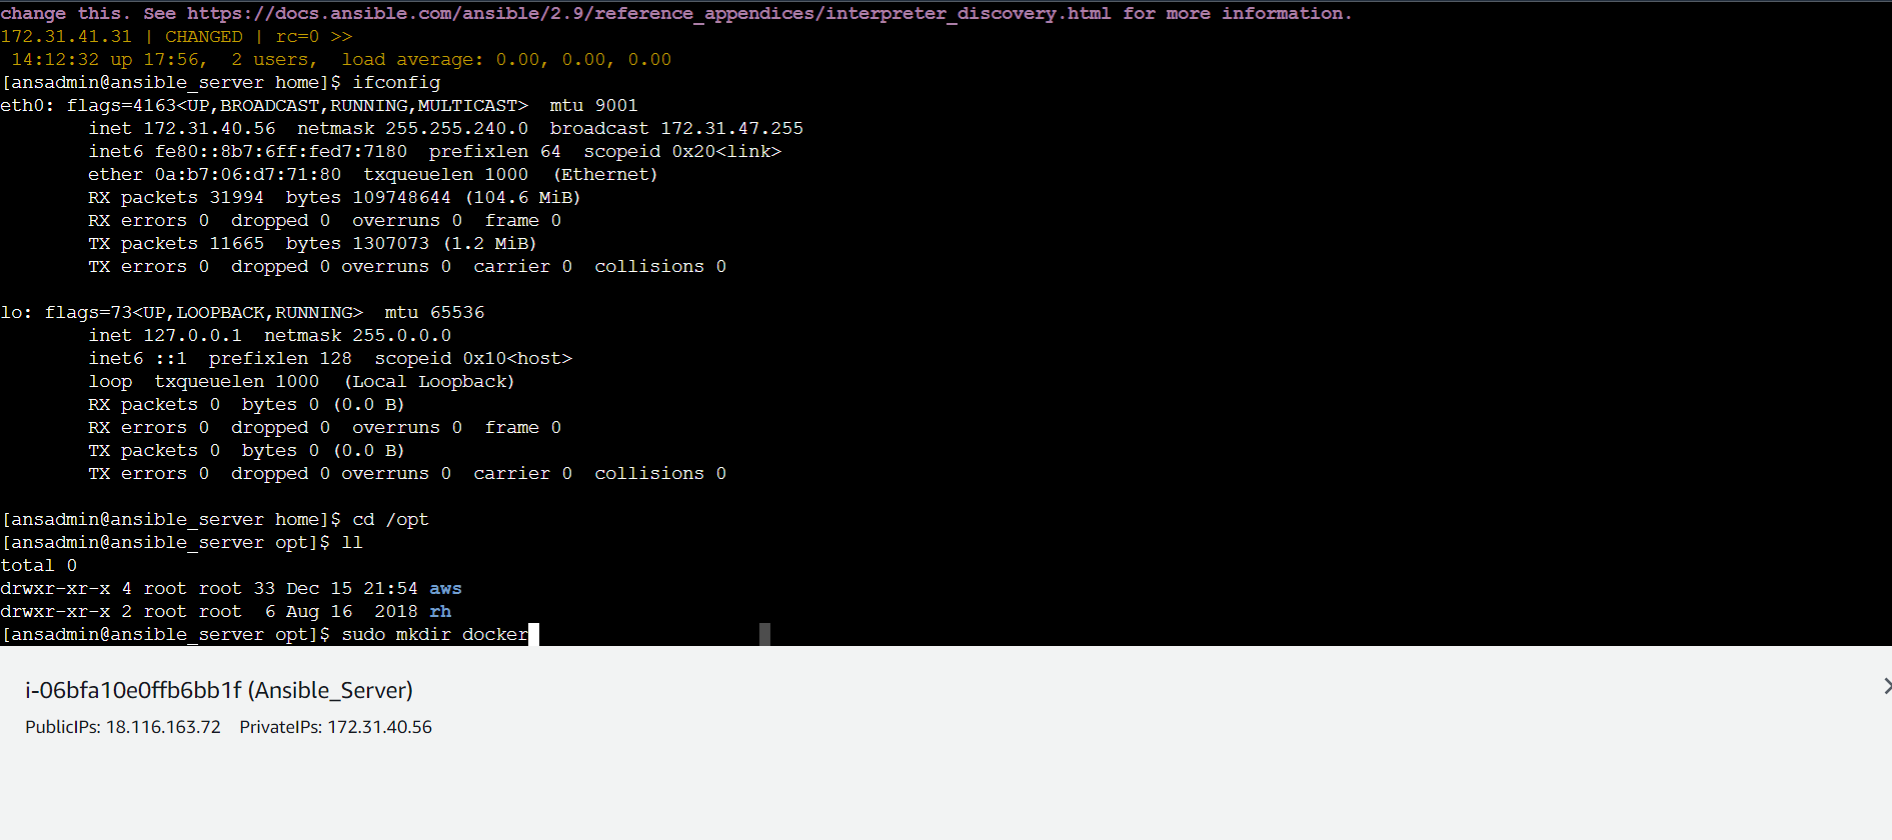 change this. See https://docs.ansible.com/ansible/2.9/reference_appendices/interpreter_discovery.html for more information.
172.31.41.31 | CHANGED | rc=0 >>
 14:12:32 up 17:56,  2 users,  load average: 0.00, 0.00, 0.00
[ansadmin@ansible_server home]$ ifconfig
eth0: flags=4163<UP,BROADCAST,RUNNING,MULTICAST>  mtu 9001
        inet 172.31.40.56  netmask 255.255.240.0  broadcast 172.31.47.255
        inet6 fe80::8b7:6ff:fed7:7180  prefixlen 64  scopeid 0x20<link>
        ether 0a:b7:06:d7:71:80  txqueuelen 1000  (Ethernet)
        RX packets 31994  bytes 109748644 (104.6 MiB)
        RX errors 0  dropped 0  overruns 0  frame 0
        TX packets 11665  bytes 1307073 (1.2 MiB)
        TX errors 0  dropped 0 overruns 0  carrier 0  collisions 0

lo: flags=73<UP,LOOPBACK,RUNNING>  mtu 65536
        inet 127.0.0.1  netmask 255.0.0.0
        inet6 ::1  prefixlen 128  scopeid 0x10<host>
        loop  txqueuelen 1000  (Local Loopback)
        RX packets 0  bytes 0 (0.0 B)
        RX errors 0  dropped 0  overruns 0  frame 0
        TX packets 0  bytes 0 (0.0 B)
        TX errors 0  dropped 0 overruns 0  carrier 0  collisions 0

[ansadmin@ansible_server home]$ cd /opt
[ansadmin@ansible_server opt]$ ll
total 0
drwxr-xr-x 4 root root 33 Dec 15 21:54 aws
drwxr-xr-x 2 root root  6 Aug 16  2018 rh
[ansadmin@ansible_server opt]$ sudo mkdir docker
i-06bfa10e0ffb6bb1f (Ansible_Server)
PublicIPs: 18.116.163.72    PrivateIPs: 172.31.40.56